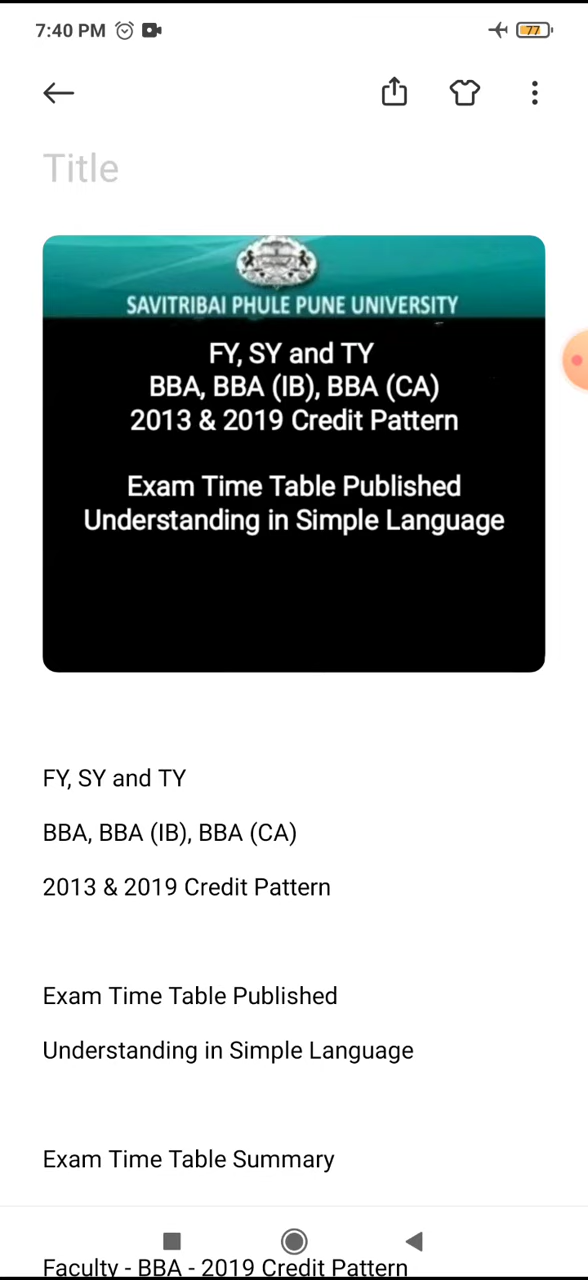 7:40 PM
77
Title
SAVITRIBAI PHULE PUNE UNIVERSITY
FY, SY and TY
BBA, BBA (IB), BBA (CA)
2013 & 2019 Credit Pattern
Exam Time Table Published
Understanding in Simple Language
FY, SY and TY
BBA, BBA (IB), BBA (CA)
2013 & 2019 Credit Pattern
Exam Time Table Published
Understanding in Simple Language
Exam Time Table Summary
Faculty - BBA - 2019 Credit Pattern